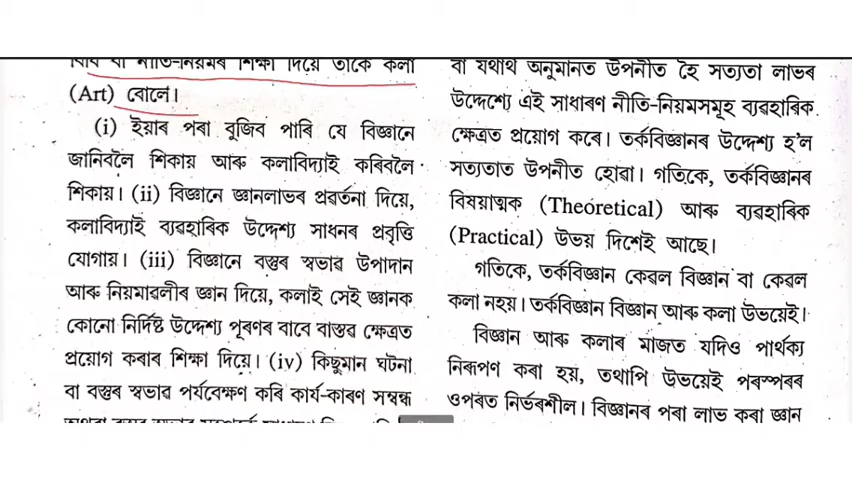 বিধি বা নীতি-নিয়মৰ শিক্ষা দিয়ে তাকে কলা
(Art) বোলে।
(i) ইয়াৰ পৰা বুজিব পাৰি যে বিজ্ঞানে
জানিবলৈ শিকায় আৰু কলাবিদ্যাই কৰিবলৈ
শিকায়। (ii) বিজ্ঞানে জ্ঞানলাভৰ প্ৰৱৰ্তনা দিয়ে,
কলাবিদ্যাই ব্যৱহাৰিক উদ্দেশ্য সাধনৰ প্ৰবৃত্তি
যোগায়। (iii) বিজ্ঞানে বস্তুৰ স্বভাৱ উপাদান
আৰু নিয়মাৱলীৰ জ্ঞান দিয়ে, কলাই সেই জ্ঞানক
কোনো নিৰ্দিষ্ট উদ্দেশ্য পূৰণৰ বাবে বাস্তৱ ক্ষেত্ৰত
প্ৰয়োগ কৰাৰ শিক্ষা দিয়ে। (iv) কিছুমান ঘটনা
বা বস্তুৰ স্বভাৱ পৰ্যবেক্ষণ কৰি কাৰ্য-কাৰণ সম্বন্ধ
বা যথাৰ্থ অনুমানত উপনীত হৈ সত্যতা লাভৰ
উদ্দেশ্যে এই সাধাৰণ নীতি-নিয়মসমূহ ব্যৱহাৰিক
ক্ষেত্ৰত প্ৰয়োগ কৰে। তৰ্কবিজ্ঞানৰ উদ্দেশ্য হ'ল
সত্যতাত উপনীত হোৱা। গতিকে, তৰ্কবিজ্ঞানৰ
বিষয়াত্মক (Theoretical) আৰু ব্যৱহাৰিক
(Practical) উভয় দিশেই আছে।
গতিকে, তৰ্কবিজ্ঞান কেৱল বিজ্ঞান বা কেৱল
কলা নহয়। তৰ্কবিজ্ঞান বিজ্ঞান আৰু কলা উভয়েই।
বিজ্ঞান আৰু কলাৰ মাজত যদিও পাৰ্থক্য
নিৰূপণ কৰা হয়, তথাপি উভয়েই পৰস্পৰৰ
ওপৰত নিৰ্ভৰশীল। বিজ্ঞানৰ পৰা লাভ কৰা জ্ঞান